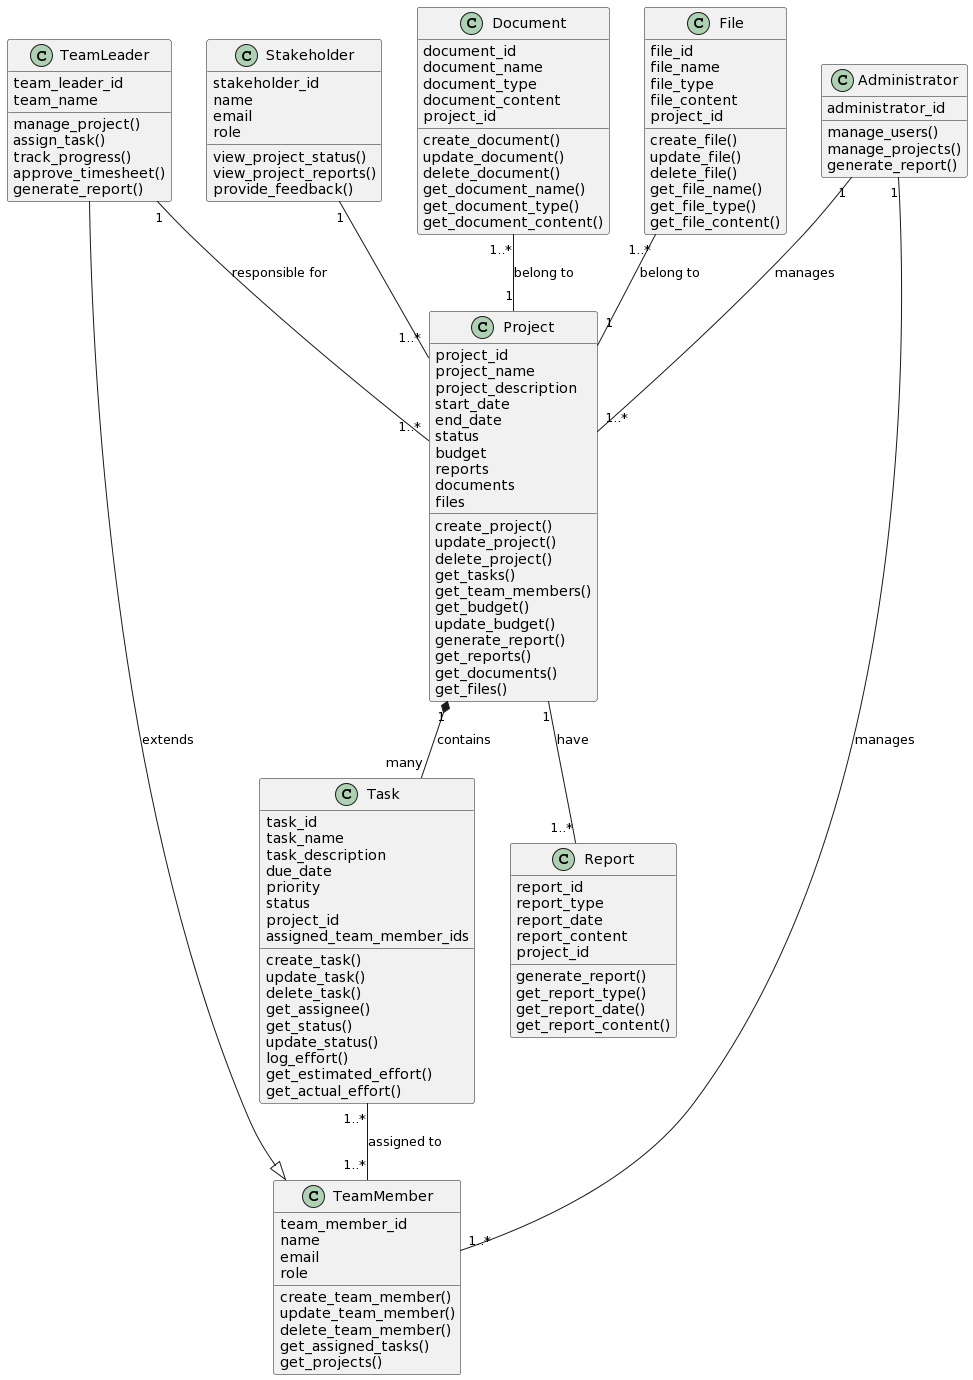 C TeamLeader
team_leader_id
team_name
manage_project()
assign_task()
track_progress()
approve_timesheet()
generate_report()
C Stakeholder
stakeholder_id
name
email
role
view_project_status()
view_project_reports()
provide_feedback()
C Document
document_id
document_name
document_type
document_content
project_id
create_document()
update_document()
delete_document()
get_document_name()
get_document_type()
get_document_content()
C File
file_id
file_name
file_type
file_content
project_id
create_file()
update_file()
delete_file()
get_file_name()
get_file_type()
get_file_content()
C Administrator
administrator_id
manage_users()
manage_projects()
generate_report()
1
1
1..*
1..*
1
1
responsible for
belong to
belong to
manages
1
1
1..*
1..*
1..*
C Project
project_id
project_name
project_description
start_date
end_date
status
budget
reports
documents
files
create_project()
update_project()
delete_project()
get_tasks()
get_team_members()
get_budget()
update_budget()
generate_report()
get_reports()
get_documents()
get_files()
1
1
extends
contains
have
manages
many
1..*
C Task
task_id
task_name
task_description
due_date
priority
status
project_id
assigned_team_member_ids
create_task()
update_task()
delete_task()
get_assignee()
get_status()
update_status()
log_effort()
get_estimated_effort()
get_actual_effort()
C Report
report_id
report_type
report_date
report_content
project_id
generate_report()
get_report_type()
get_report_date()
get_report_content()
1..*
assigned to
1..*
C TeamMember
team_member_id
name
email
role
create_team_member()
update_team_member()
delete_team_member()
get_assigned_tasks()
get_projects()
1..*